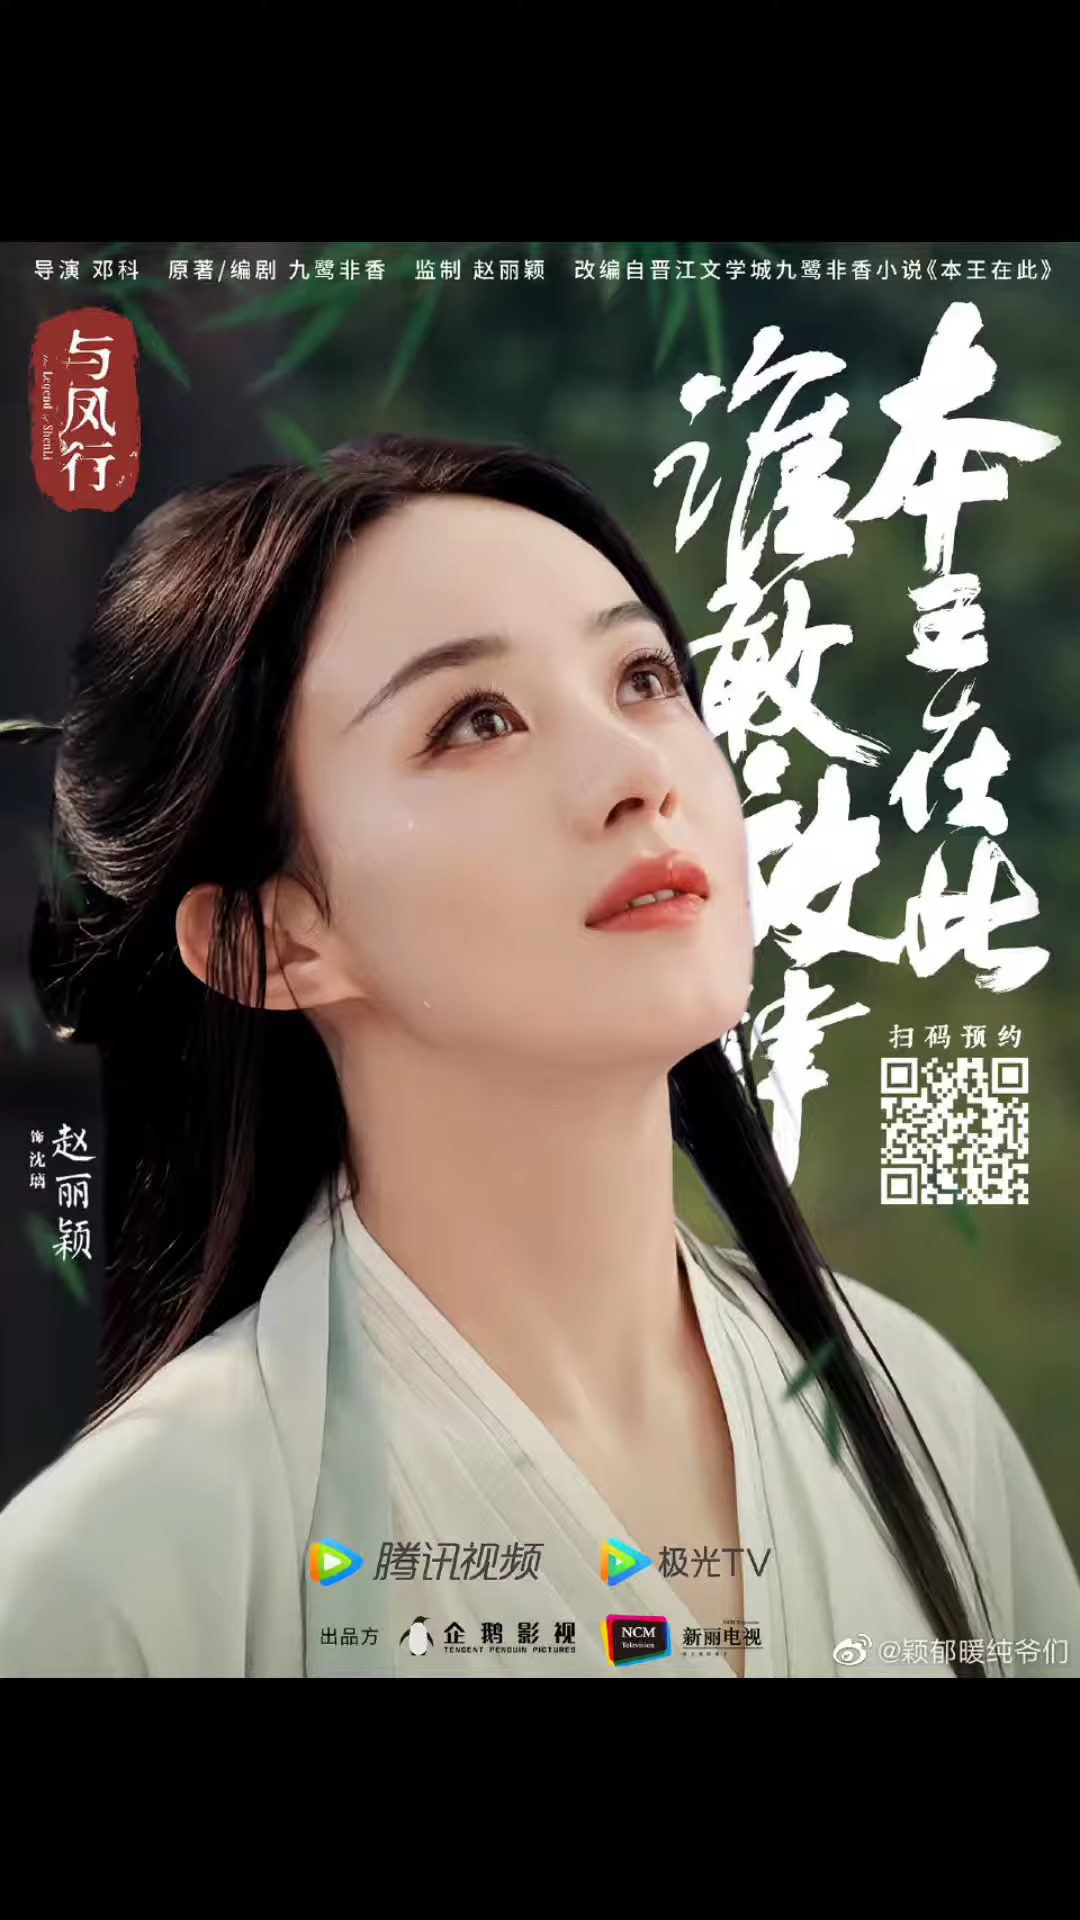 导演 邓科 原著/编剧 九鹭非香 监制 赵丽颖 改编自晋江文学城九鹭非香小说《本王在此》
与凤行
The Legend of ShenLi
本王在此
谁敢放肆
扫码预约
赵丽颖
饰沈璃
腾讯视频
极光TV
出品方
企鹅影视
TENCENT PENGUIN PICTURES
NCM
Television
新丽电视
@颖郁暖纯爷们